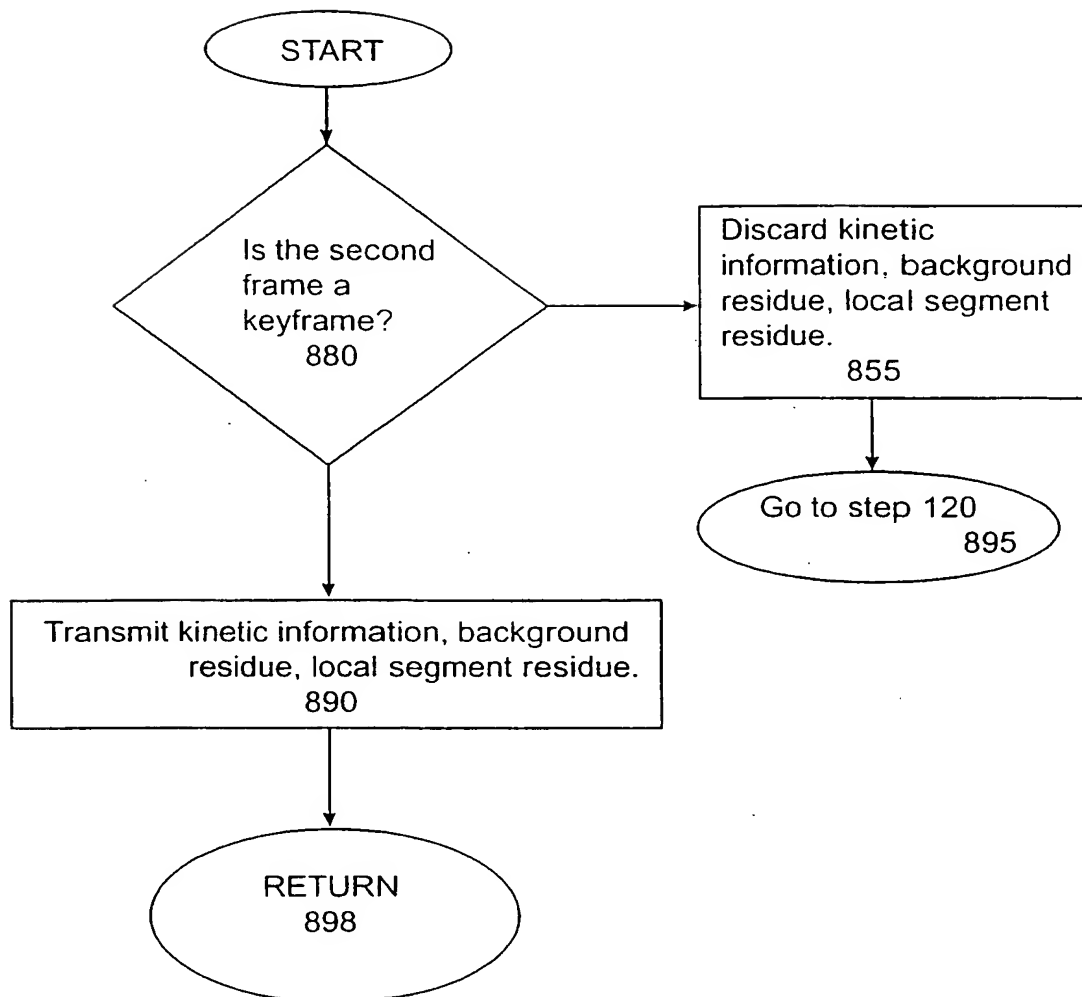 START
Is the second
frame a
keyframe?
880
Discard kinetic
information, background
residue, local segment
residue.
855
Go to step 120
895
Transmit kinetic information, background
residue, local segment residue.
890
RETURN
898